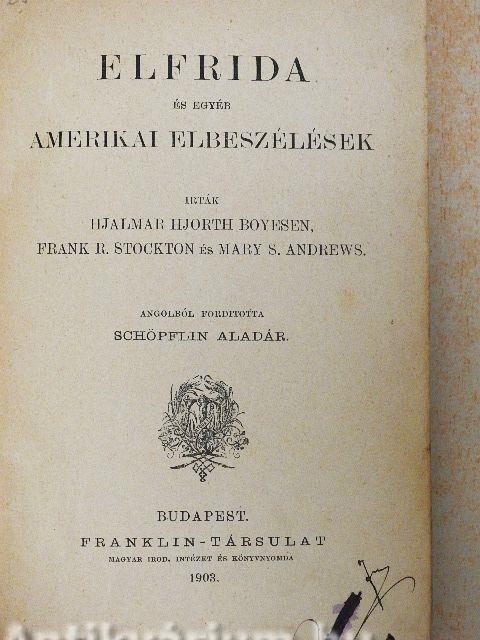 ELFRIDA
ÉS EGYÉB
AMERIKAI ELBESZÉLÉSEK
IRTÁK
HJALMAR HJORTH BOYESEN,
FRANK R. STOCKTON ÉS MARY S. ANDREWS.
ANGOLBÓL FORDITOTTA
SCHÖPFLIN ALADÁR.
BUDAPEST.
FRANKLIN-TÁRSULAT
MAGYAR IROD. INTÉZET ÉS KÖNYVNYOMDA
1903.